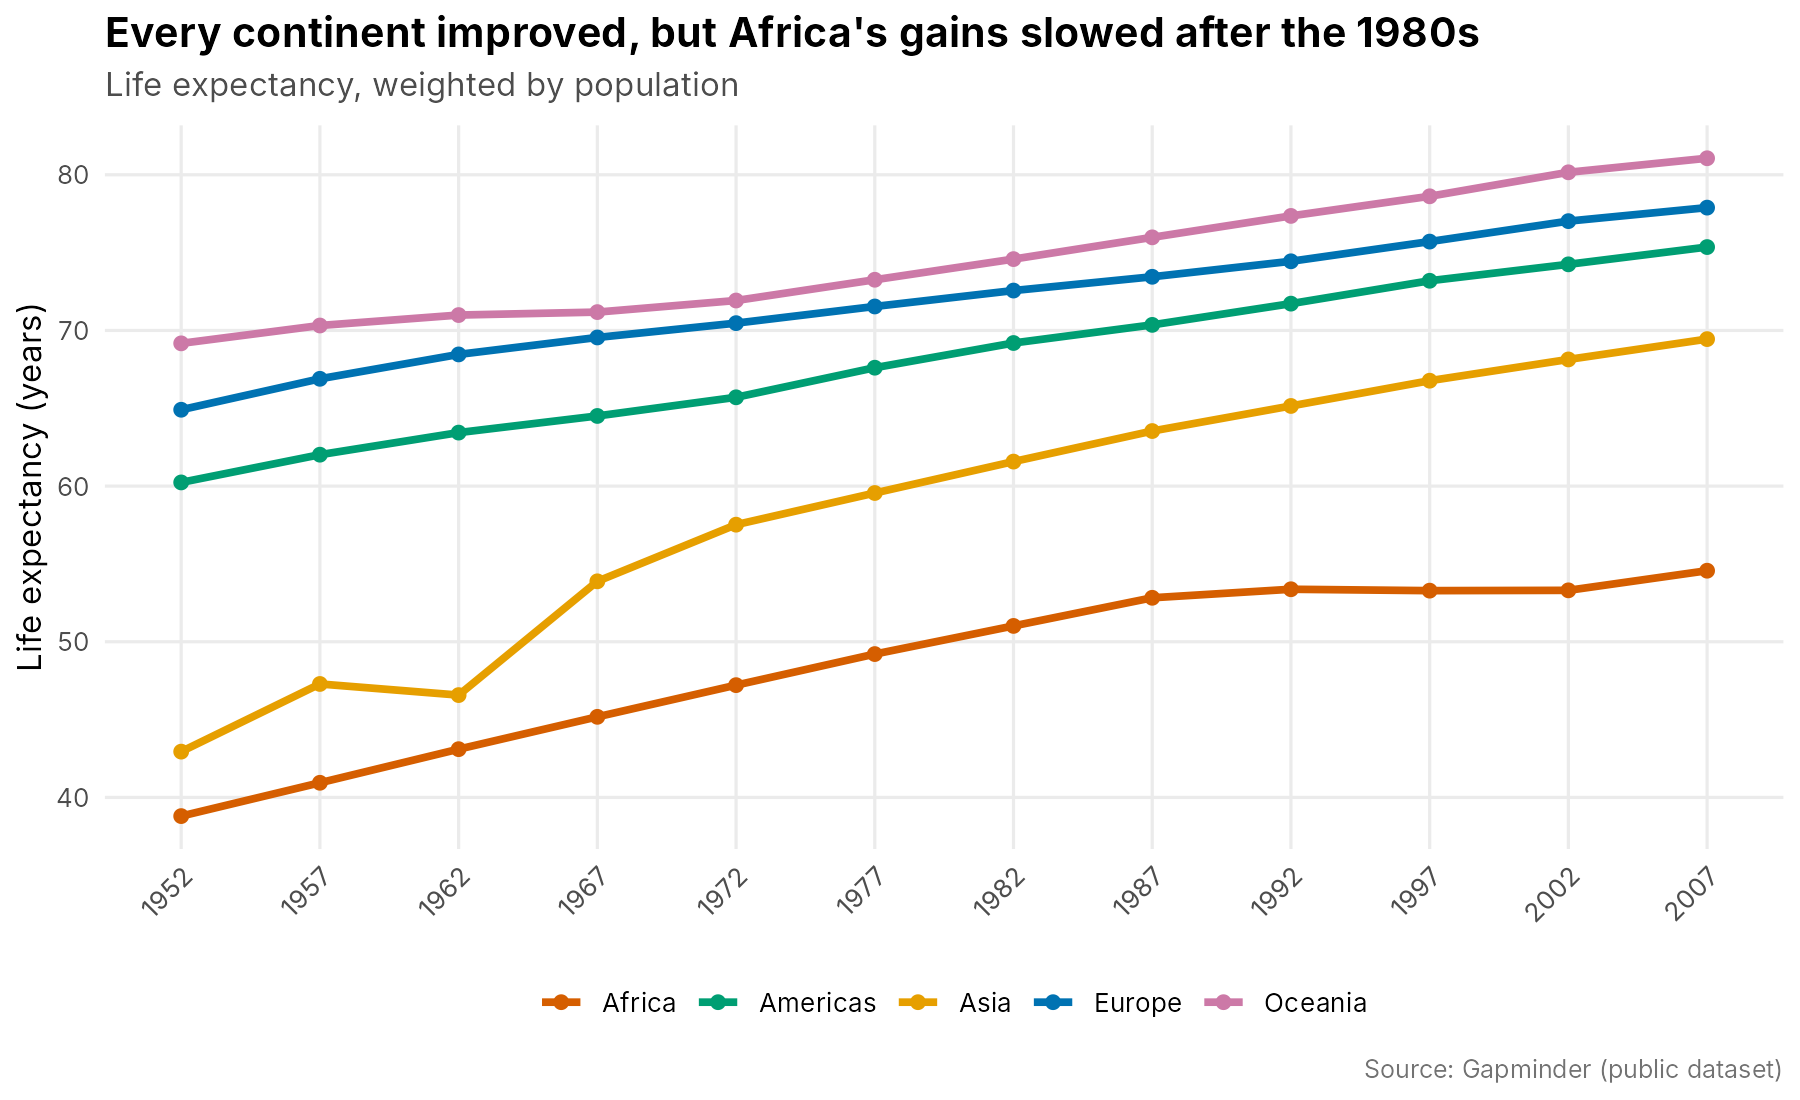 Every continent improved, but Africa's gains slowed after the 1980s
Life expectancy, weighted by population
Life expectancy (years)
80
70
60
50
40
1952 1957 1962 1967 1972 1977 1982 1987 1992 1997 2002 2007
Africa Americas Asia Europe Oceania
Source: Gapminder (public dataset)